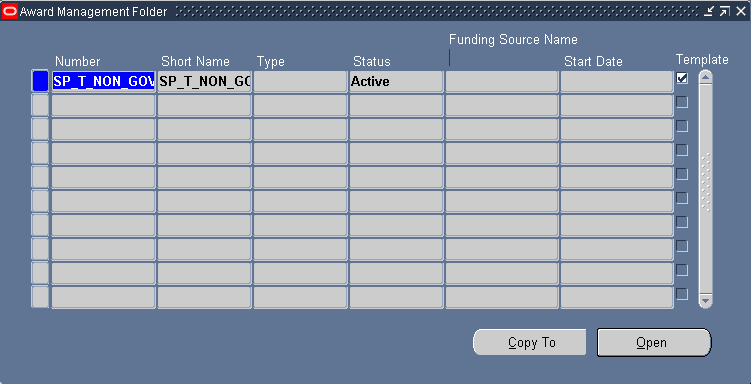 Award Management Folder
Funding Source Name
Number Short Name Type Status Start Date Template
SP_T_NON_GOV SP_T_NON_GO Active
Copy To Open